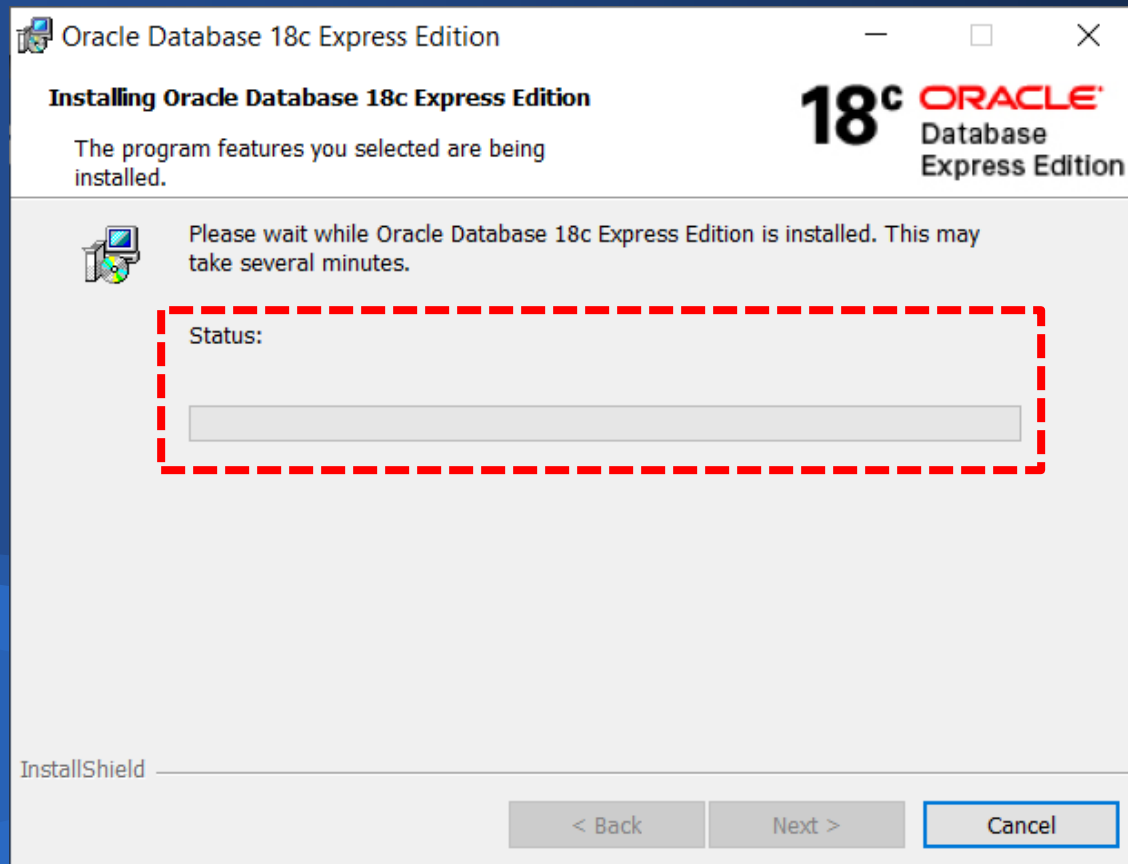 Oracle Database 18c Express Edition
Installing Oracle Database 18c Express Edition
The program features you selected are being
installed.
18c ORACLE
Database
Express Edition
Please wait while Oracle Database 18c Express Edition is installed. This may
take several minutes.
Status:
InstallShield
< Back
Next >
Cancel